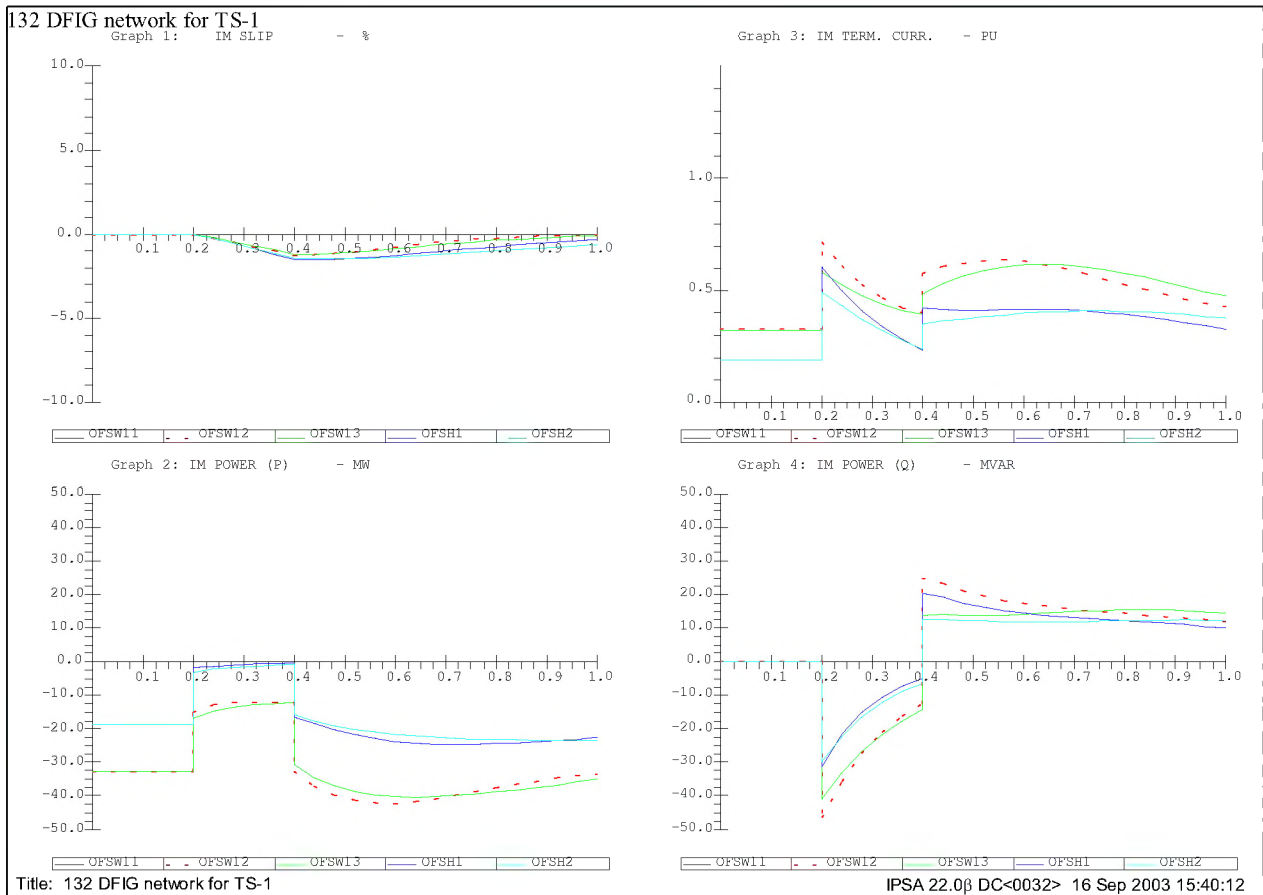 132 DFIG network for TS-1
Graph 1: IM SLIP - %
10.0
5.0
0.0
-5.0
-10.0
0.1 0.2 0.3 0.4 0.5 0.6 0.7 0.8 0.9 1.0
OFSW11 OFSW12 OFSW13 OFSH1 OFSH2
Graph 3: IM TERM. CURR. - PU
1.0
0.5
0.0
0.1 0.2 0.3 0.4 0.5 0.6 0.7 0.8 0.9 1.0
OFSW11 OFSW12 OFSW13 OFSH1 OFSH2
Graph 2: IM POWER (P) - MW
50.0
40.0
30.0
20.0
10.0
0.0
-10.0
-20.0
-30.0
-40.0
-50.0
0.1 0.2 0.3 0.4 0.5 0.6 0.7 0.8 0.9 1.0
OFSW11 OFSW12 OFSW13 OFSH1 OFSH2
Graph 4: IM POWER (Q) - MVAR
50.0
40.0
30.0
20.0
10.0
0.0
-10.0
-20.0
-30.0
-40.0
-50.0
0.1 0.2 0.3 0.4 0.5 0.6 0.7 0.8 0.9 1.0
OFSW11 OFSW12 OFSW13 OFSH1 OFSH2
Title: 132 DFIG network for TS-1
IPSA 22.0β DC<0032> 16 Sep 2003 15:40:12